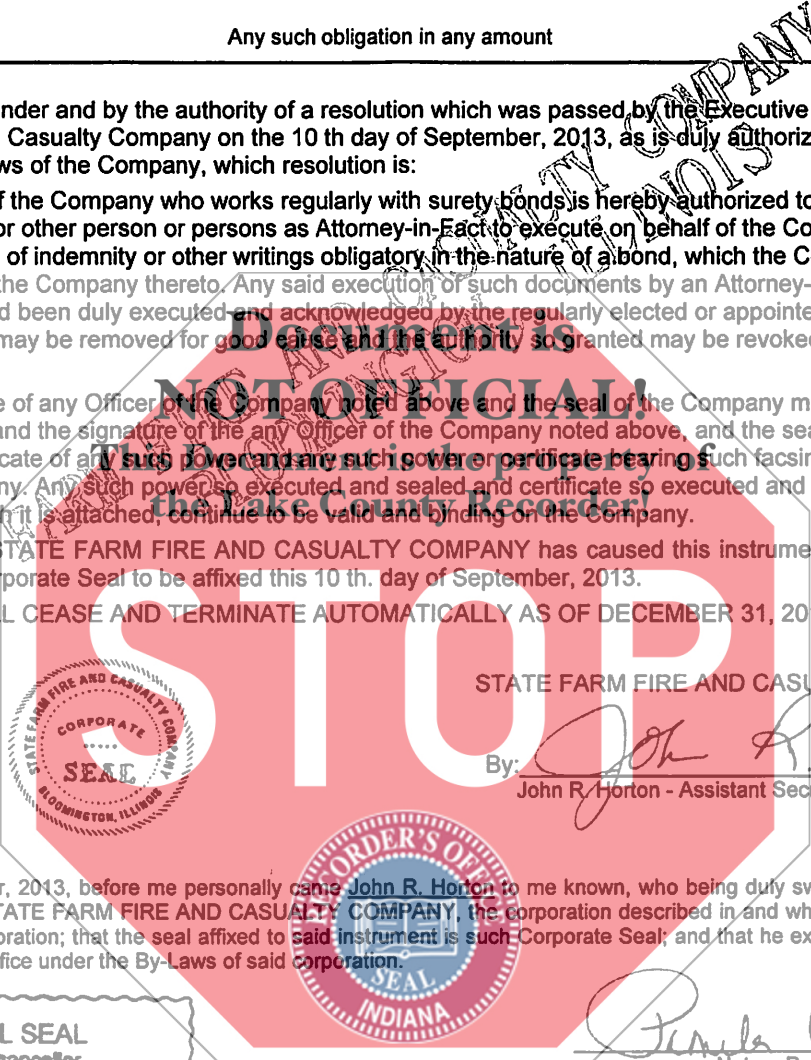 Any such obligation in any amount
nder and by the authority of a resolution which was passed by the Executive
Casualty Company on the 10 th day of September, 2013, as is duly authoriz
ws of the Company, which resolution is:
f the Company who works regularly with surety bonds is hereby authorized to
or other person or persons as Attorney-in-Fact to execute on behalf of the Co
of indemnity or other writings obligatory in the nature of a bond, which the C
the Company thereto. Any said execution of such documents by an Attorney-
d been duly executed and acknowledged by the regularly elected or appointe
may be removed for good cause and the authority so granted may be revoked
e of any Officer of the Company noted above and the seal of the Company m
and the signature of the any Officer of the Company noted above, and the sea
cate of any such power and any such power or certificate bearing such facsim
ny. Any such power so executed and sealed and certificate so executed and
h it is attached, continue to be valid and binding on the Company.
STATE FARM FIRE AND CASUALTY COMPANY has caused this instrume
rporate Seal to be affixed this 10 th. day of September, 2013.
L CEASE AND TERMINATE AUTOMATICALLY AS OF DECEMBER 31, 20
Document is
NOT OFFICIAL!
This Document is the property of
the Lake County Recorder!
STOP
STATE FARM FIRE AND CASUALTY COMPANY
CORPORATE
SEAL
BLOOMINGTON, ILLINOIS
STATE FARM FIRE AND CASU
By:
John R. Horton - Assistant Sec
r, 2013, before me personally came John R. Horton to me known, who being duly sw
TATE FARM FIRE AND CASUALTY COMPANY, the corporation described in and wh
oration; that the seal affixed to said instrument is such Corporate Seal; and that he ex
fice under the By-Laws of said corporation.
RECORDER'S OFFICE
SEAL
INDIANA
L SEAL